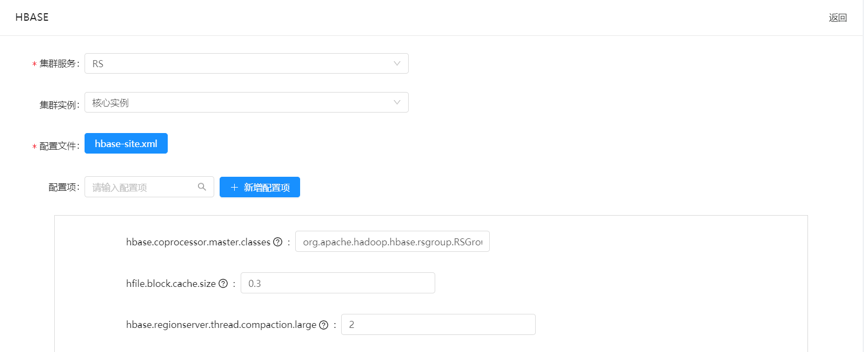 HBASE 返回
* 集群服务: RS
集群实例: 核心实例
* 配置文件: hbase-site.xml
配置项: 请输入配置项 + 新增配置项
hbase.coprocessor.master.classes ? : org.apache.hadoop.hbase.rsgroup.RSGrou
hfile.block.cache.size ? : 0.3
hbase.regionserver.thread.compaction.large ? : 2